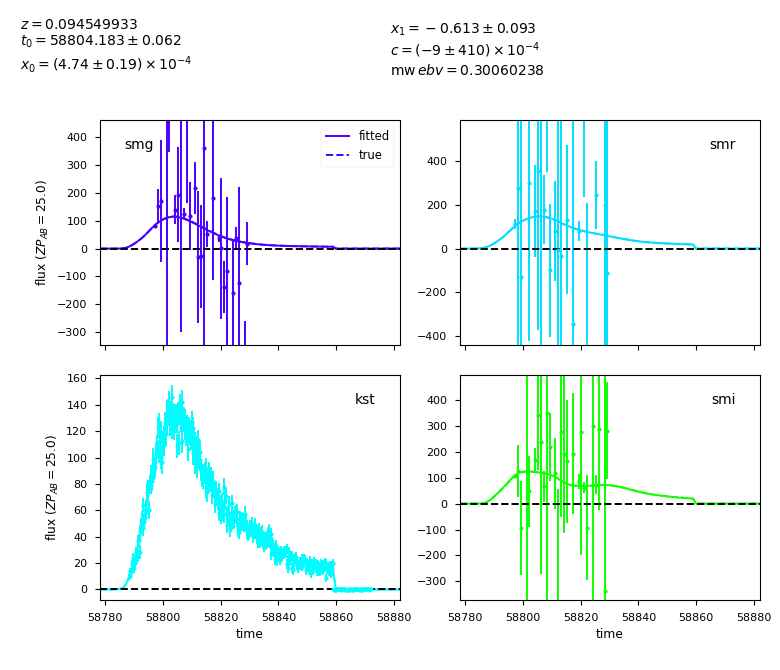 z = 0.094549933
t₀ = 58804.183 ± 0.062
x₀ = (4.74 ± 0.19) × 10⁻⁴
x₁ = −0.613 ± 0.093
c = (−9 ± 410) × 10⁻⁴
mw ebv = 0.30060238
smg
fitted
true
400
300
200
100
0
−100
−200
−300
flux (ZP_AB = 25.0)
smr
400
200
0
−200
−400
kst
160
140
120
100
80
60
40
20
0
flux (ZP_AB = 25.0)
58780 58800 58820 58840 58860 58880
time
smi
400
300
200
100
0
−100
−200
−300
58780 58800 58820 58840 58860 58880
time